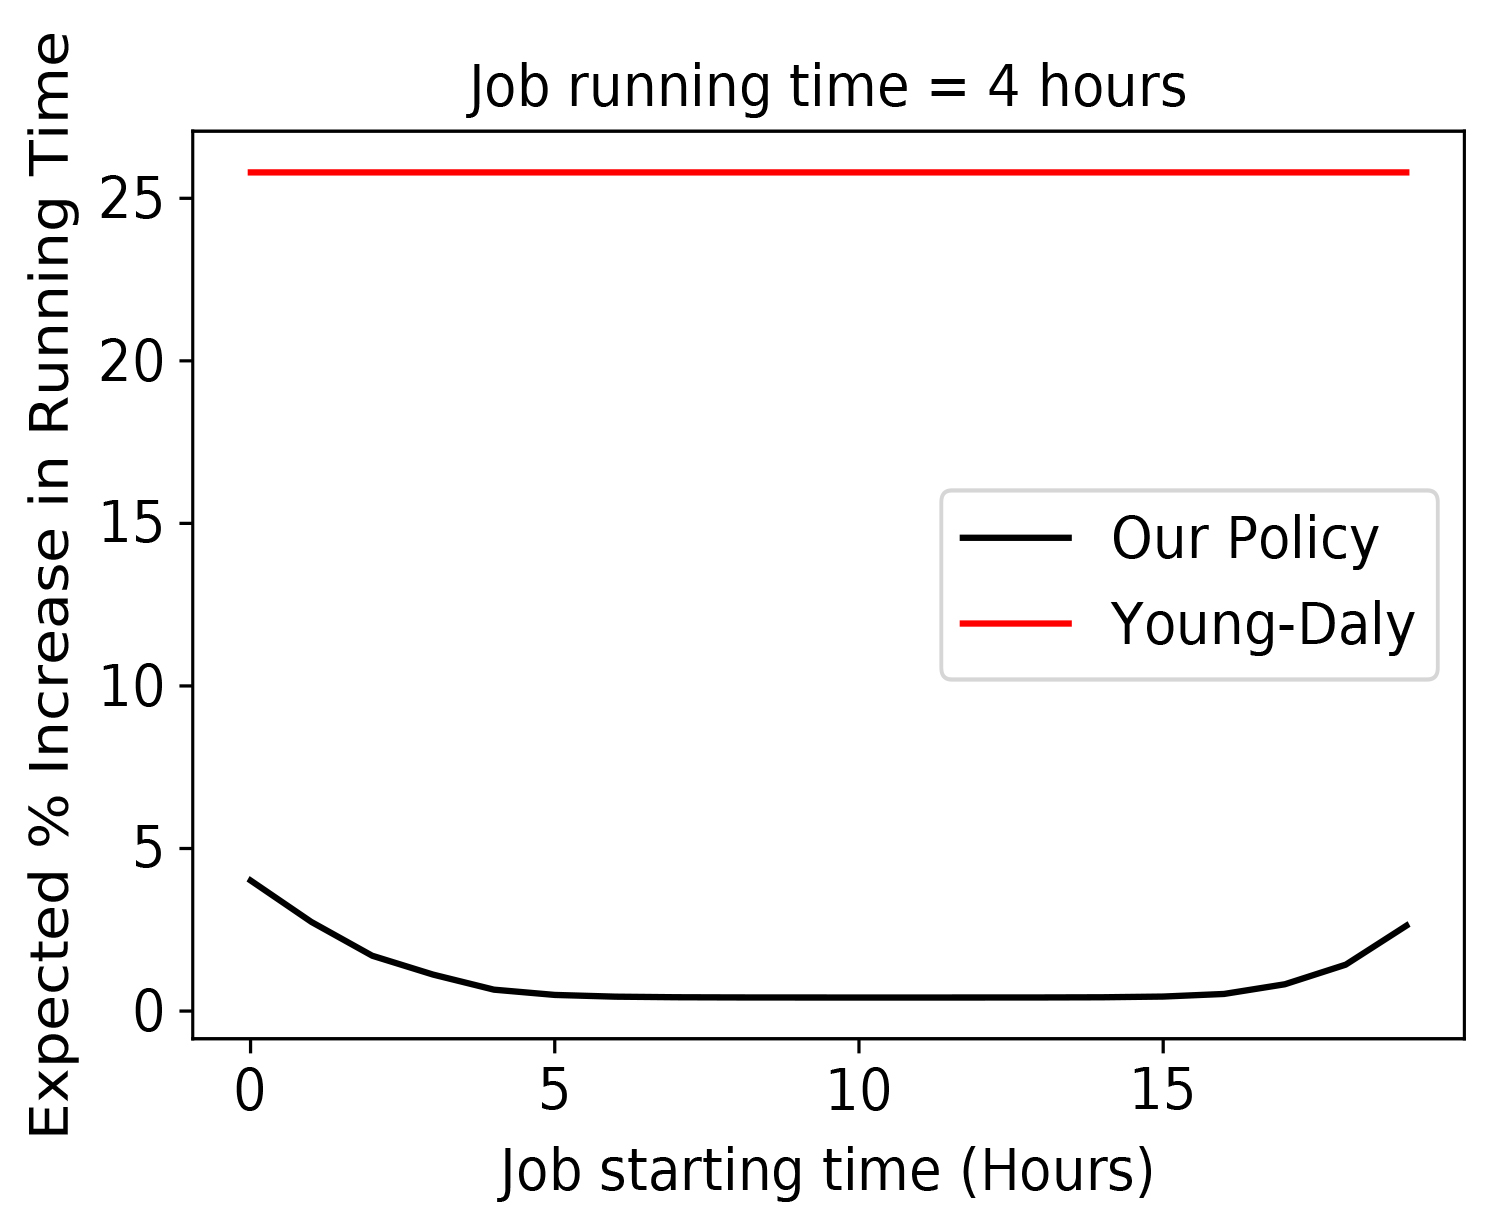 Job running time = 4 hours
Expected % Increase in Running Time
25
20
15
10
5
0
Our Policy
Young-Daly
0
5
10
15
Job starting time (Hours)